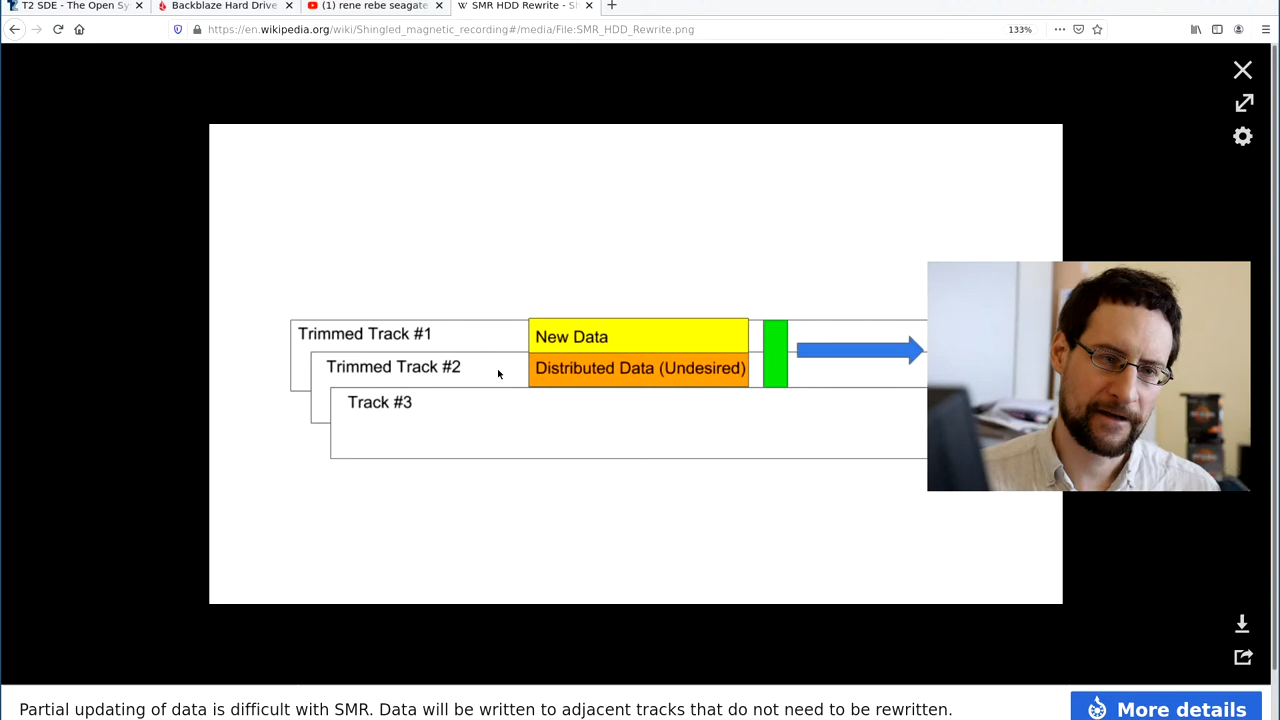 T2 SDE - The Open Sy
Backblaze Hard Drive
(1) rene rebe seagate
W SMR HDD Rewrite - S
https://en.wikipedia.org/wiki/Shingled_magnetic_recording#/media/File:SMR_HDD_Rewrite.png
133%
Trimmed Track #1
New Data
Trimmed Track #2
Distributed Data (Undesired)
Track #3
Partial updating of data is difficult with SMR. Data will be written to adjacent tracks that do not need to be rewritten.
More details